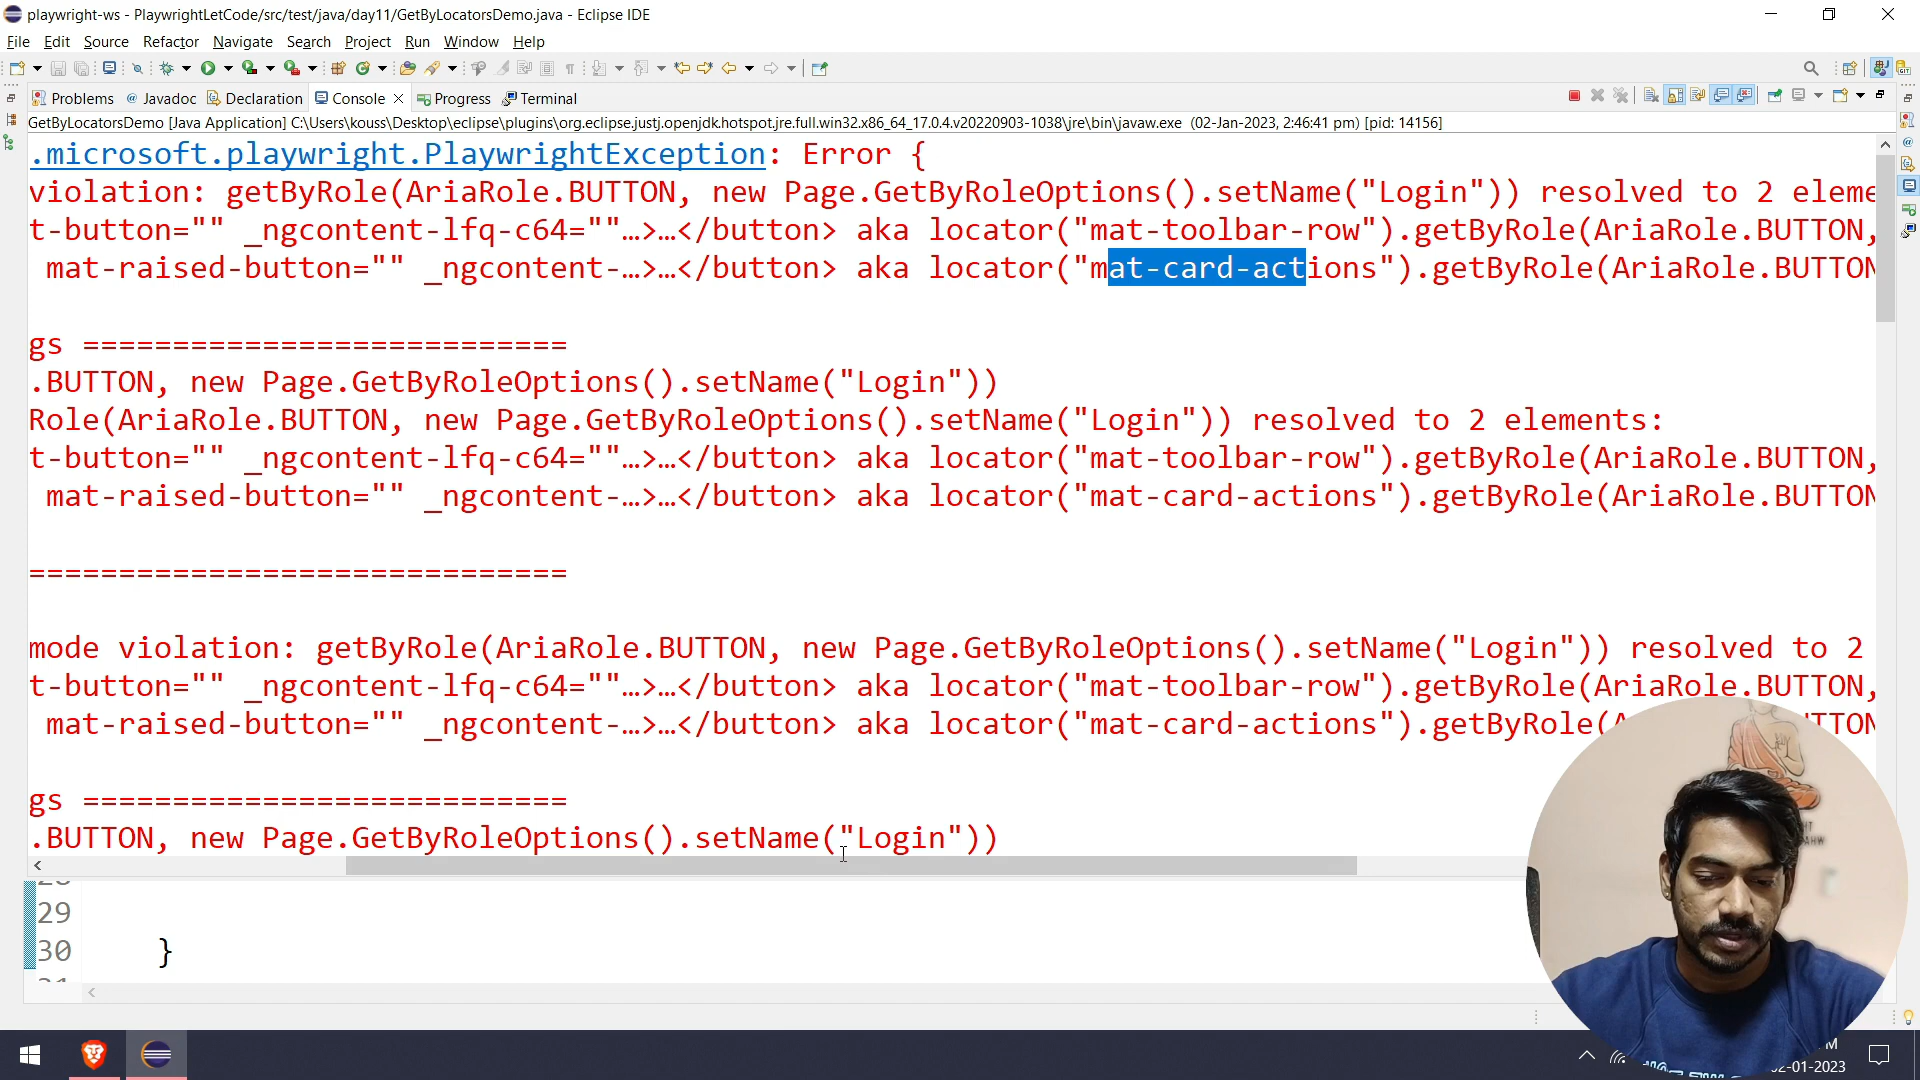 playwright-ws - PlaywrightLetCode/src/test/java/day11/GetByLocatorsDemo.java - Eclipse IDE
File Edit Source Refactor Navigate Search Project Run Window Help
Problems Javadoc Declaration Console Progress Terminal
GetByLocatorsDemo [Java Application] C:\Users\kouss\Desktop\eclipse\plugins\org.eclipse.justj.openjdk.hotspot.jre.full.win32.x86_64_17.0.4.v20220903-1038\jre\bin\javaw.exe (02-Jan-2023, 2:46:41 pm) [pid: 14156]
.microsoft.playwright.PlaywrightException: Error {
violation: getByRole(AriaRole.BUTTON, new Page.GetByRoleOptions().setName("Login")) resolved to 2 eleme
t-button="" _ngcontent-lfq-c64=""…>…</button> aka locator("mat-toolbar-row").getByRole(AriaRole.BUTTON,
mat-raised-button="" _ngcontent-…>…</button> aka locator("mat-card-actions").getByRole(AriaRole.BUTTON
gs ===========================
.BUTTON, new Page.GetByRoleOptions().setName("Login"))
Role(AriaRole.BUTTON, new Page.GetByRoleOptions().setName("Login")) resolved to 2 elements:
t-button="" _ngcontent-lfq-c64=""…>…</button> aka locator("mat-toolbar-row").getByRole(AriaRole.BUTTON,
mat-raised-button="" _ngcontent-…>…</button> aka locator("mat-card-actions").getByRole(AriaRole.BUTTON
==============================
mode violation: getByRole(AriaRole.BUTTON, new Page.GetByRoleOptions().setName("Login")) resolved to 2
t-button="" _ngcontent-lfq-c64=""…>…</button> aka locator("mat-toolbar-row").getByRole(AriaRole.BUTTON,
mat-raised-button="" _ngcontent-…>…</button> aka locator("mat-card-actions").getByRole(
gs ===========================
.BUTTON, new Page.GetByRoleOptions().setName("Login"))
29
30 }